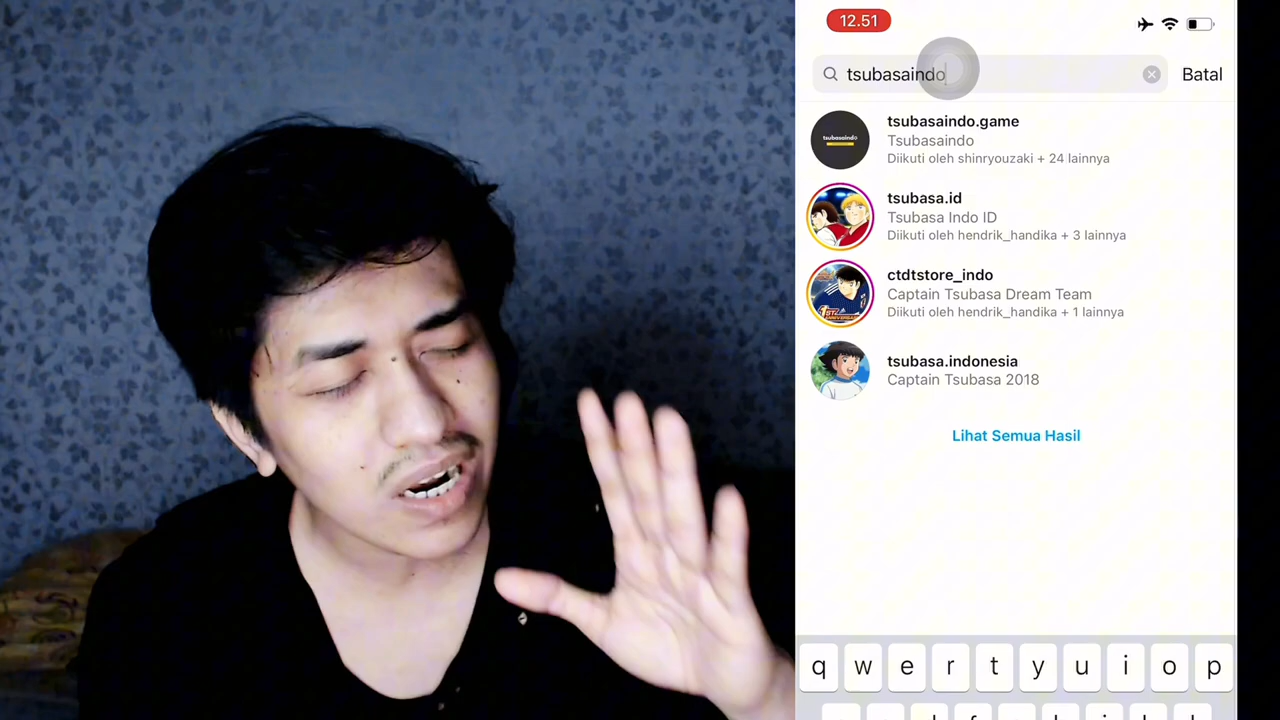 12.51
tsubasaindo
Batal
tsubasaindo
tsubasaindo.game
Tsubasaindo
Diikuti oleh shinryouzaki + 24 lainnya
tsubasa.id
Tsubasa Indo ID
Diikuti oleh hendrik_handika + 3 lainnya
ctdtstore_indo
Captain Tsubasa Dream Team
Diikuti oleh hendrik_handika + 1 lainnya
1ST
tsubasa.indonesia
Captain Tsubasa 2018
Lihat Semua Hasil
q w e r t y u i o p